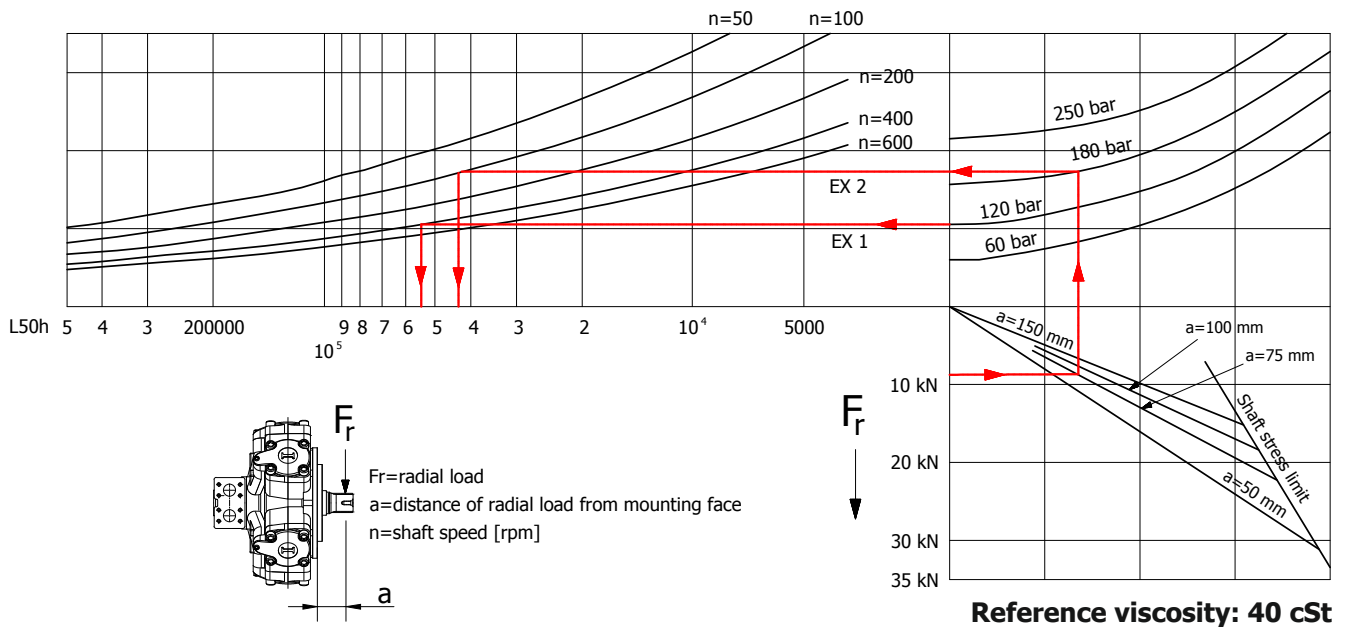 n=50
n=100
n=200
n=400
n=600
250 bar
180 bar
120 bar
60 bar
EX 2
EX 1
L50h 5 4 3 200000 9 8 7 6 5 4 3 2 10⁴ 5000
10⁵
a=150 mm
a=100 mm
a=75 mm
a=50 mm
Shaft stress limit
10 kN
20 kN
30 kN
35 kN
Fr
Fr
Fr=radial load
a=distance of radial load from mounting face
n=shaft speed [rpm]
a
Reference viscosity: 40 cSt